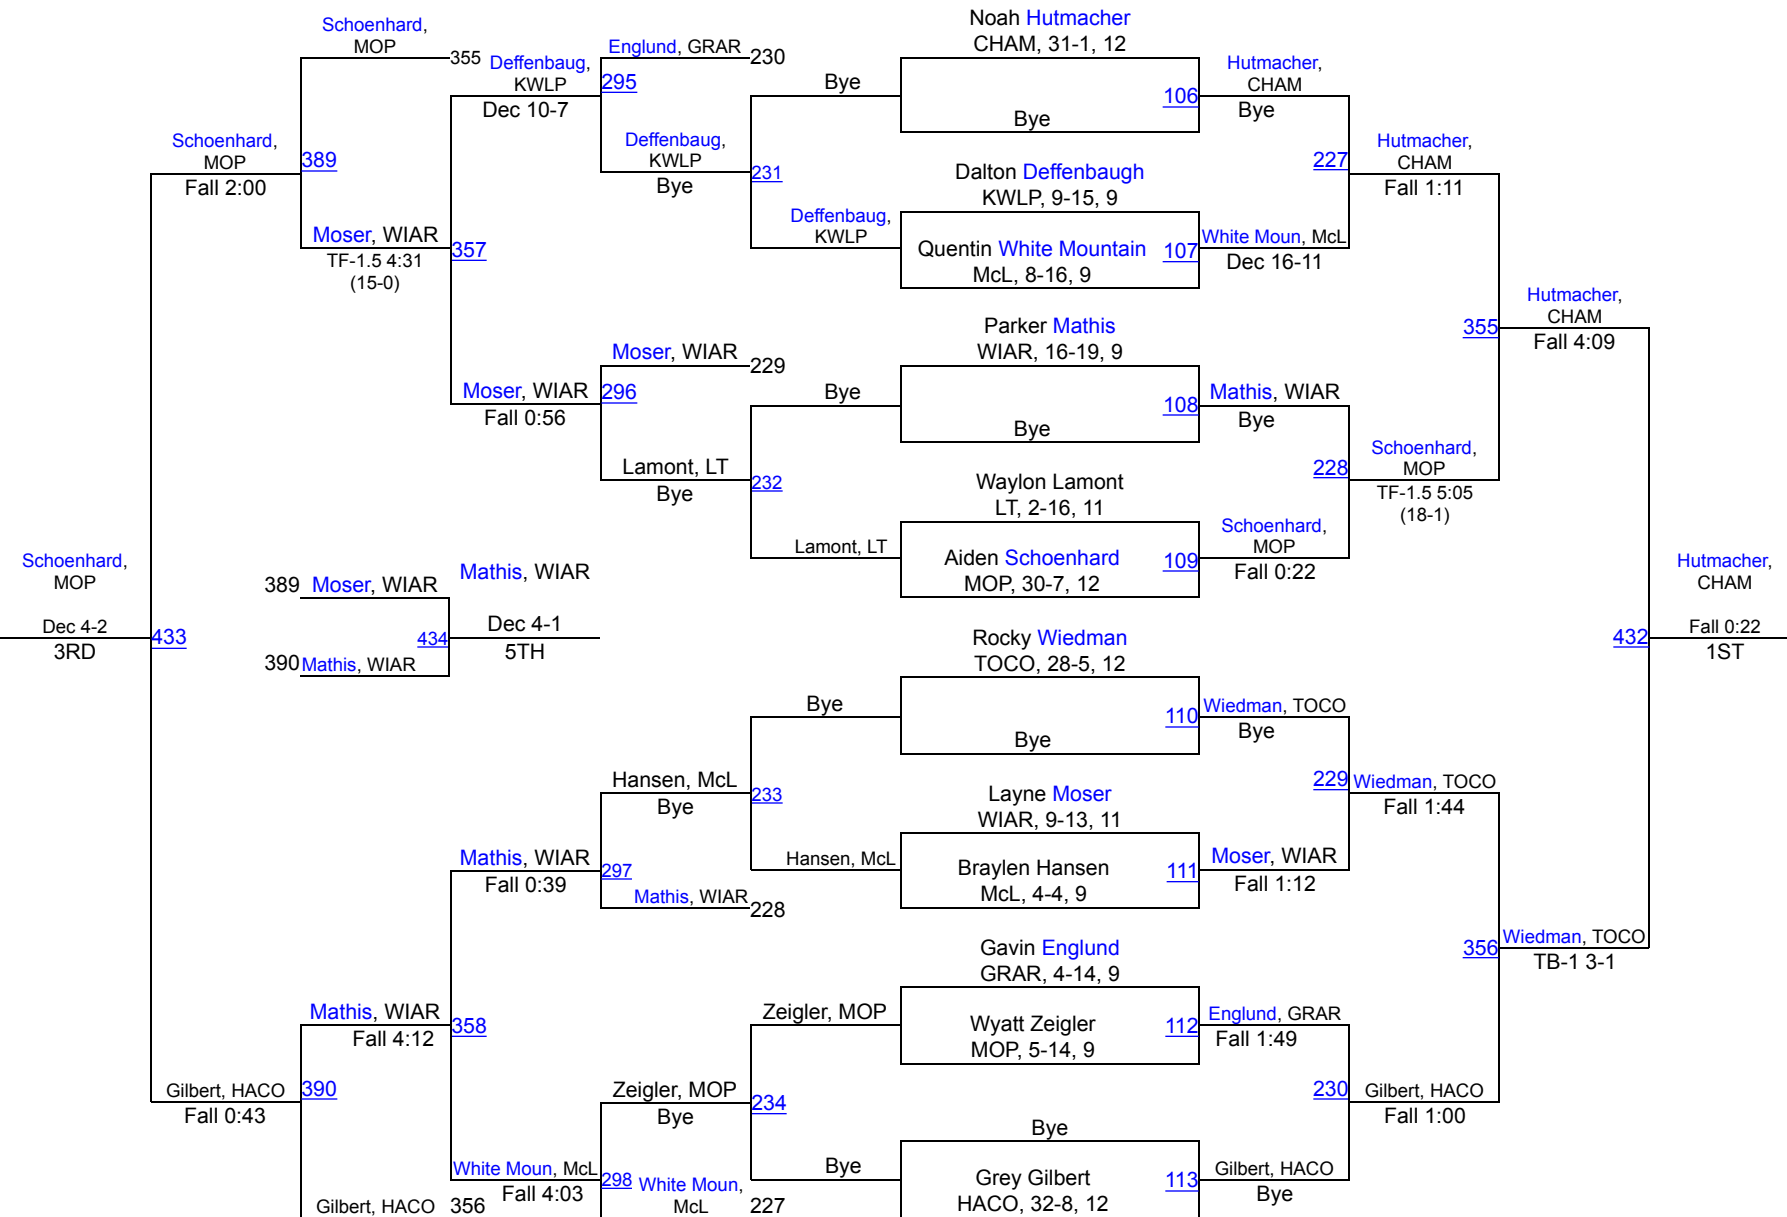 Schoenhard,
MOP
355
Schoenhard,
MOP
Fall 2:00
389
Moser, WIAR
TF-1.5 4:31
(15-0)
Schoenhard,
MOP
Dec 4-2
3RD
433
389 Moser, WIAR
390 Mathis, WIAR
434
Mathis, WIAR
Dec 4-1
5TH
Gilbert, HACO
Fall 0:43
390
Mathis, WIAR
Fall 4:12
Gilbert, HACO 356
Deffenbaug,
KWLP
Dec 10-7
357
Moser, WIAR
Fall 0:56
Mathis, WIAR
Fall 0:39
358
White Moun, McL
Fall 4:03
Englund, GRAR 230
295
Deffenbaug,
KWLP
Bye
Moser, WIAR 229
296
Lamont, LT
Bye
Hansen, McL
Bye
297
Mathis, WIAR 228
Zeigler, MOP
Bye
298
White Moun,
McL
227
Bye
231
Deffenbaug,
KWLP
Bye
232
Lamont, LT
Bye
233
Hansen, McL
Zeigler, MOP
234
Bye
Noah Hutmacher
CHAM, 31-1, 12
Bye
106
Dalton Deffenbaugh
KWLP, 9-15, 9
Quentin White Mountain
McL, 8-16, 9
107
Parker Mathis
WIAR, 16-19, 9
Bye
108
Waylon Lamont
LT, 2-16, 11
Aiden Schoenhard
MOP, 30-7, 12
109
Rocky Wiedman
TOCO, 28-5, 12
Bye
110
Layne Moser
WIAR, 9-13, 11
Braylen Hansen
McL, 4-4, 9
111
Gavin Englund
GRAR, 4-14, 9
Wyatt Zeigler
MOP, 5-14, 9
112
Bye
Grey Gilbert
HACO, 32-8, 12
113
Hutmacher,
CHAM
Bye
227
White Moun, McL
Dec 16-11
Mathis, WIAR
Bye
228
Schoenhard,
MOP
Fall 0:22
Wiedman, TOCO
Bye
229
Moser, WIAR
Fall 1:12
Englund, GRAR
Fall 1:49
230
Gilbert, HACO
Bye
Hutmacher,
CHAM
Fall 1:11
355
Schoenhard,
MOP
TF-1.5 5:05
(18-1)
Wiedman, TOCO
Fall 1:44
356
Gilbert, HACO
Fall 1:00
Hutmacher,
CHAM
Fall 4:09
432
Wiedman, TOCO
TB-1 3-1
Hutmacher,
CHAM
Fall 0:22
1ST